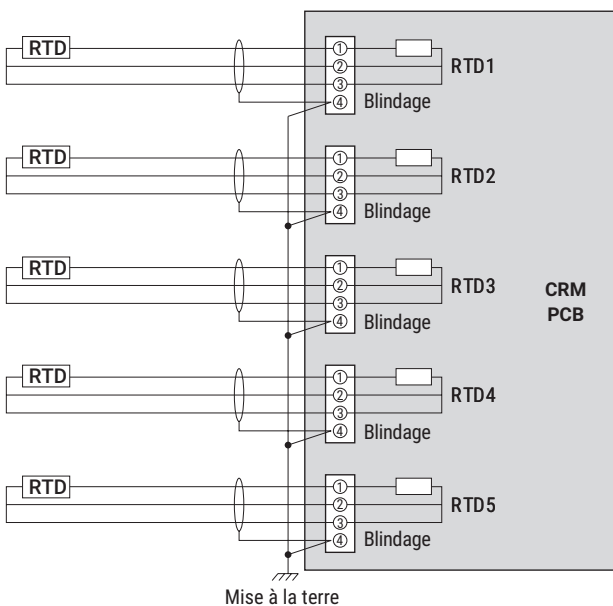 RTD
①
②
③
④
RTD1
Blindage
RTD
①
②
③
④
RTD2
Blindage
RTD
①
②
③
④
RTD3
Blindage
CRM
PCB
RTD
①
②
③
④
RTD4
Blindage
RTD
①
②
③
④
RTD5
Blindage
Mise à la terre